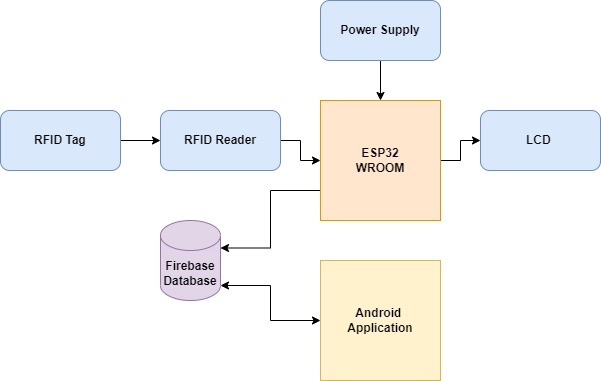 Power Supply
RFID Tag
RFID Reader
ESP32
WROOM
LCD
Firebase
Database
Android
Application